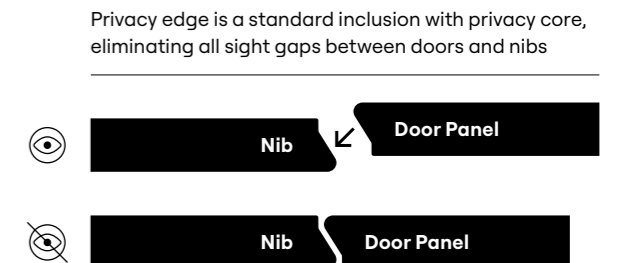 Privacy edge is a standard inclusion with privacy core,
eliminating all sight gaps between doors and nibs
Nib
Door Panel
Nib
Door Panel